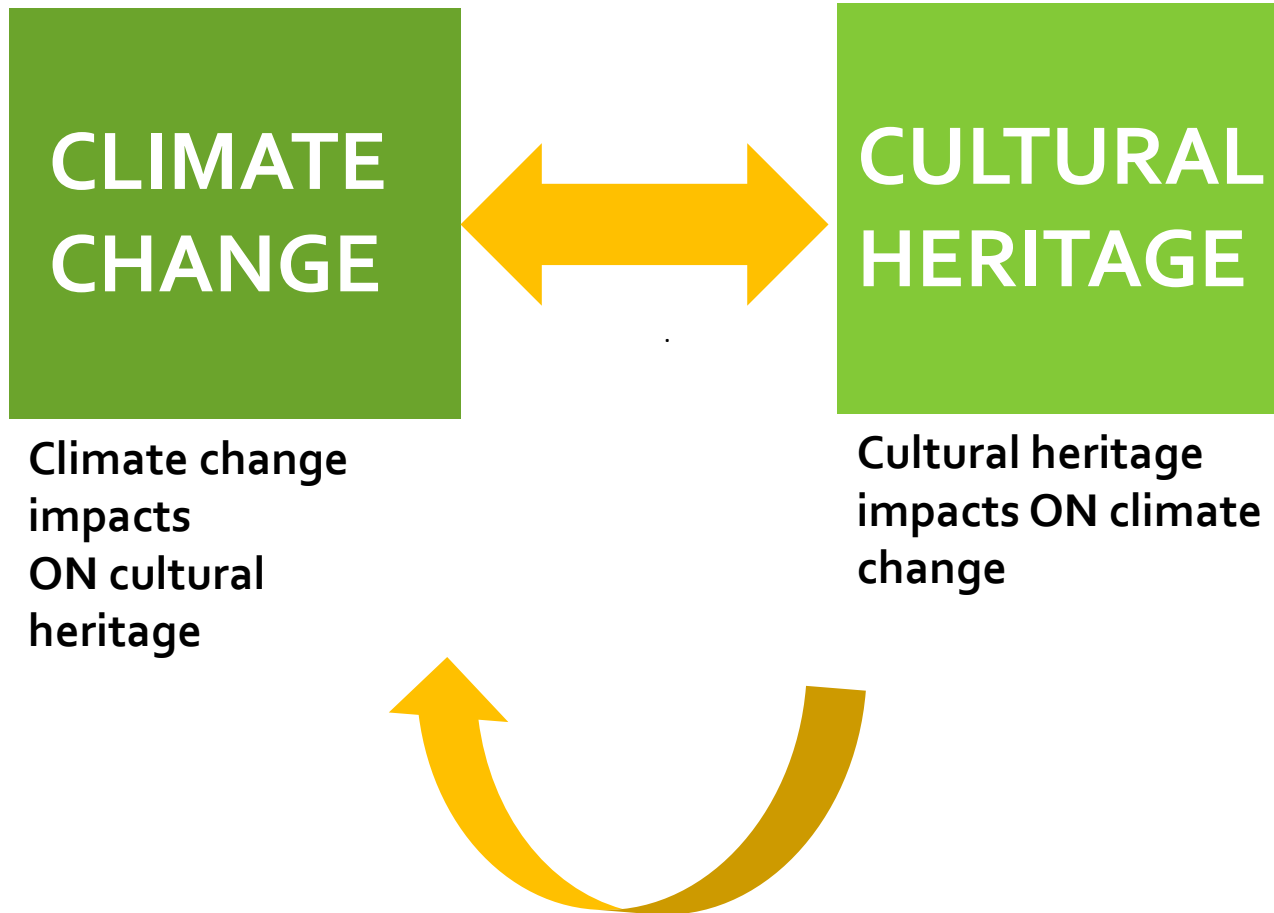 CLIMATE
CHANGE
CULTURAL
HERITAGE
.
Climate change
impacts
ON cultural
heritage
Cultural heritage
impacts ON climate
change